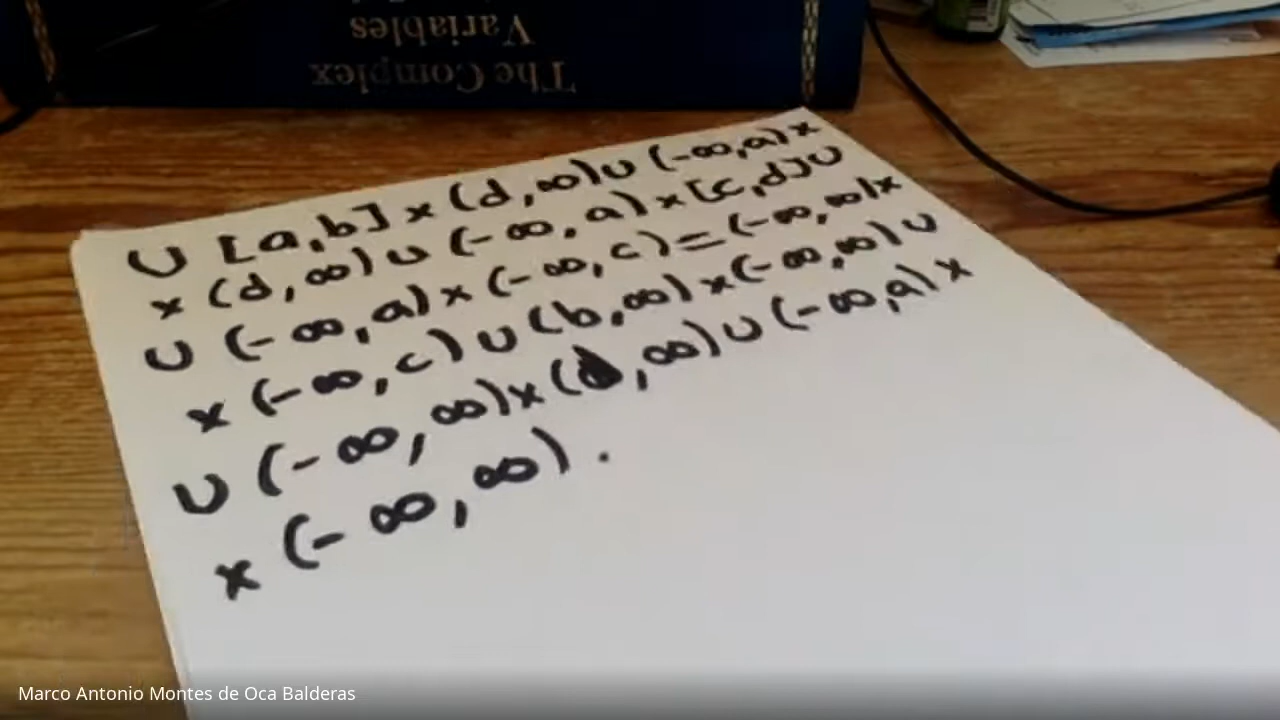 The Complex
Variables
∪ [a,b] × (d,∞) ∪ (-∞,a) ×
× (d,∞) ∪ (-∞,a) × [c,d] ∪
∪ (-∞,a) × (-∞,c) = (-∞,∞) ×
× (-∞,c) ∪ (b,∞) × (-∞,∞) ∪
∪ (-∞,∞) × (d,∞) ∪ (-∞,a) ×
× (-∞,∞).
Marco Antonio Montes de Oca Balderas